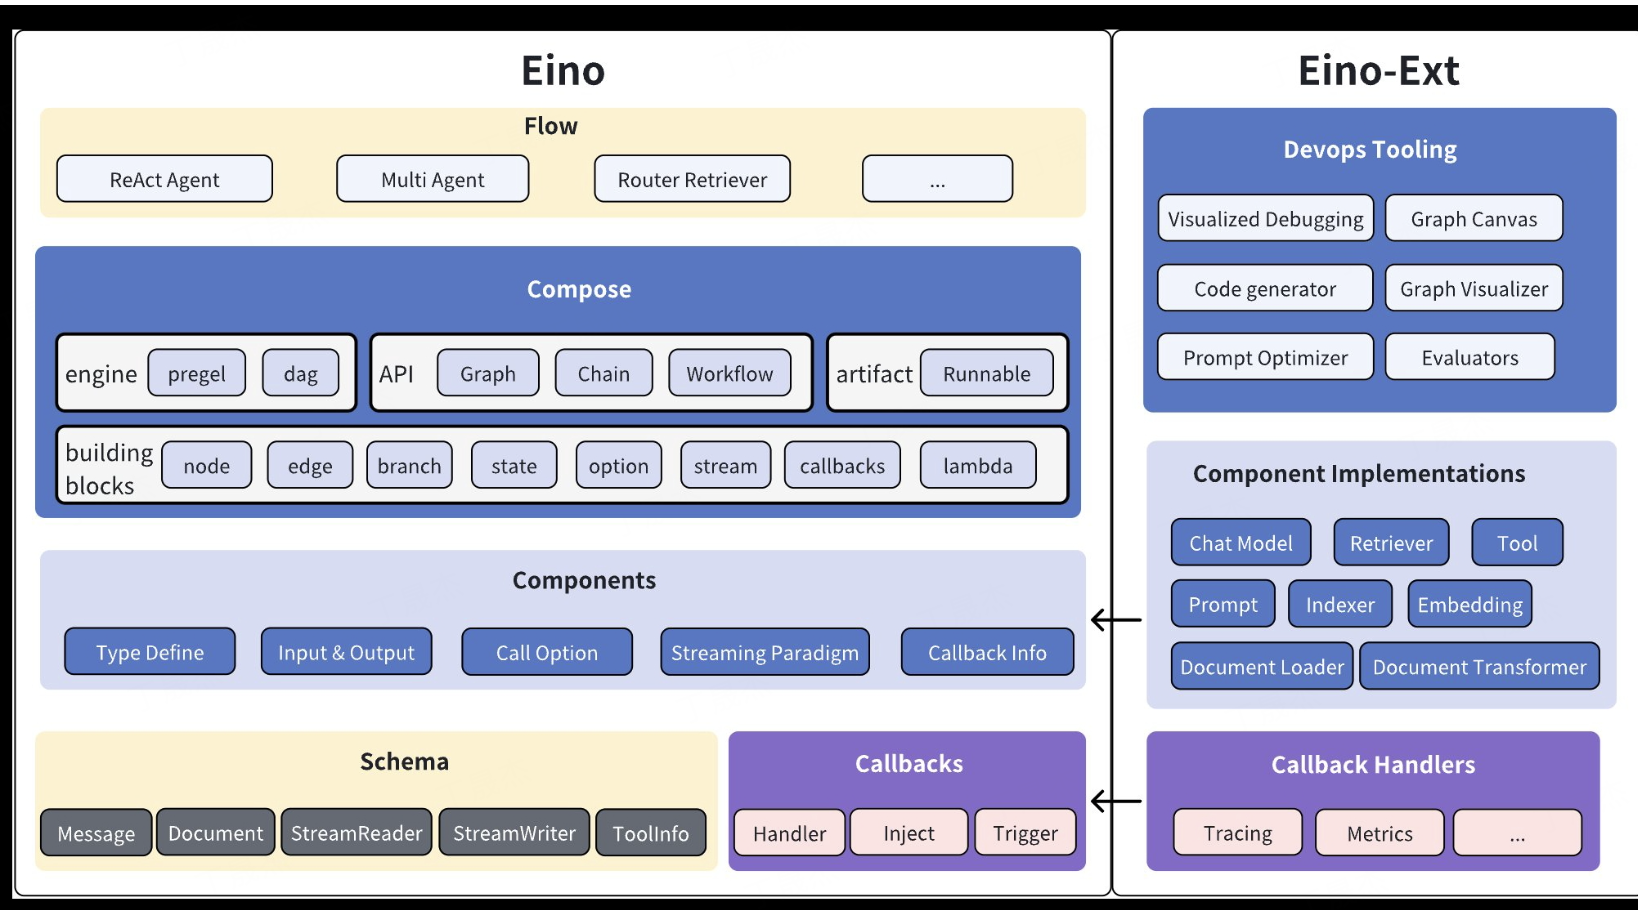 Eino
Flow
ReAct Agent
Multi Agent
Router Retriever
...
Compose
engine
pregel
dag
API
Graph
Chain
Workflow
artifact
Runnable
building
blocks
node
edge
branch
state
option
stream
callbacks
lambda
Components
Type Define
Input & Output
Call Option
Streaming Paradigm
Callback Info
Schema
Message
Document
StreamReader
StreamWriter
ToolInfo
Callbacks
Handler
Inject
Trigger
Eino-Ext
Devops Tooling
Visualized Debugging
Graph Canvas
Code generator
Graph Visualizer
Prompt Optimizer
Evaluators
Component Implementations
Chat Model
Retriever
Tool
Prompt
Indexer
Embedding
Document Loader
Document Transformer
Callback Handlers
Tracing
Metrics
...